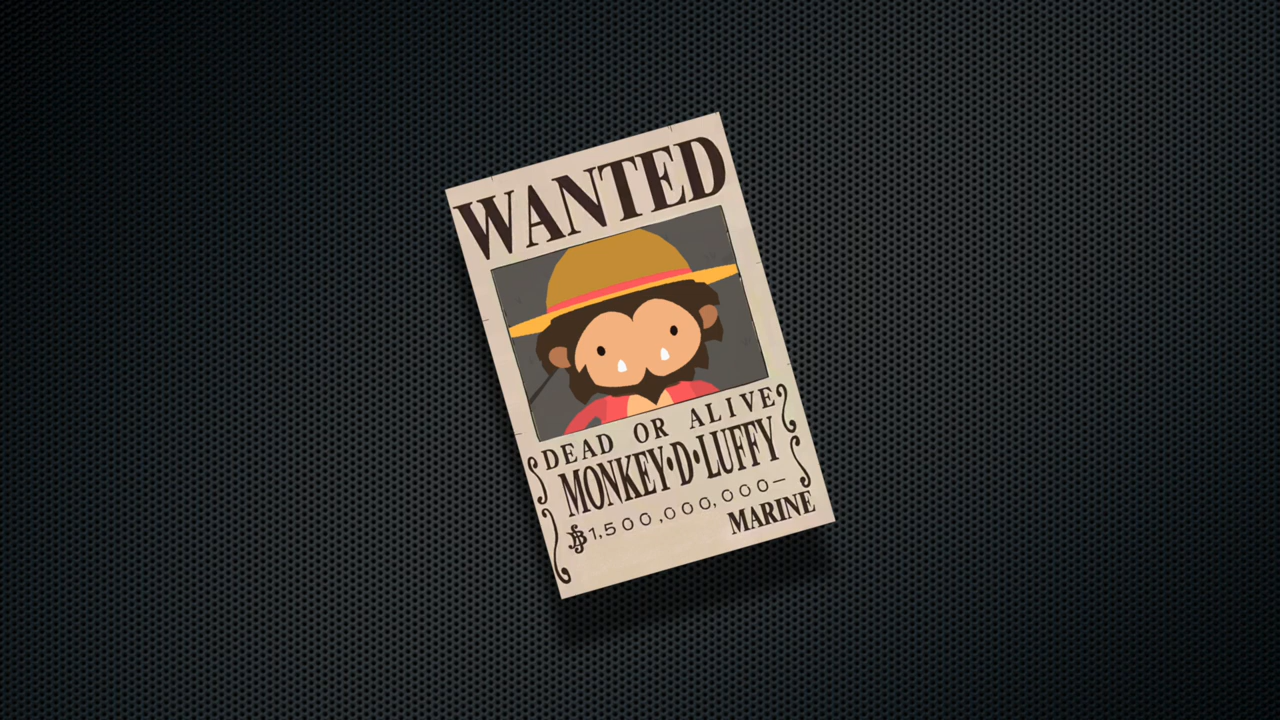 WANTED
DEAD OR ALIVE
MONKEY•D•LUFFY
฿1,500,000,000—
MARINE